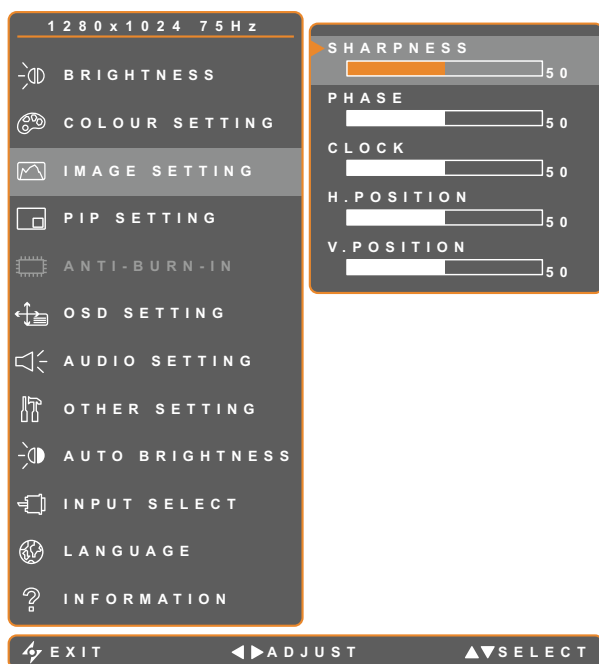 1280x1024 75Hz
BRIGHTNESS
COLOUR SETTING
IMAGE SETTING
PIP SETTING
ANTI-BURN-IN
OSD SETTING
AUDIO SETTING
OTHER SETTING
AUTO BRIGHTNESS
INPUT SELECT
LANGUAGE
INFORMATION
SHARPNESS
50
PHASE
50
CLOCK
50
H.POSITION
50
V.POSITION
50
EXIT ADJUST SELECT